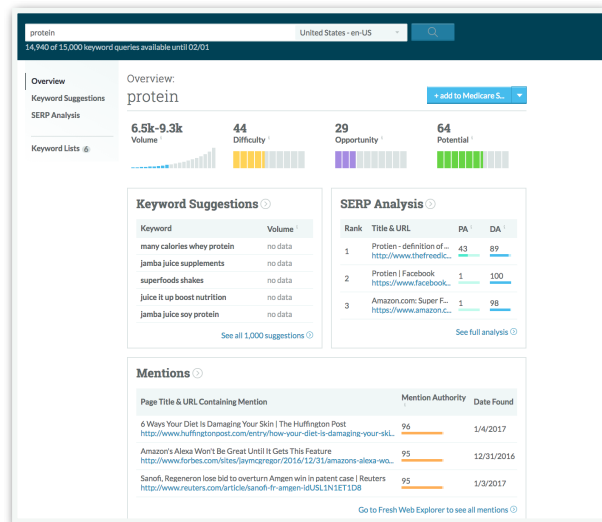 protein
United States - en-US
14,940 of 15,000 keyword queries available until 02/01
Overview
Keyword Suggestions
SERP Analysis
Keyword Lists 6
Overview:
protein
+ add to Medicare S...
6.5k-9.3k
Volume
44
Difficulty
29
Opportunity
64
Potential
Keyword Suggestions
Keyword Volume
many calories whey protein no data
jamba juice supplements no data
superfoods shakes no data
juice it up boost nutrition no data
jamba juice soy protein no data
See all 1,000 suggestions
SERP Analysis
Rank Title & URL PA DA
1 Protien - definition of ... 43 89
http://www.thefreedic...
2 Protien | Facebook 1 100
https://www.facebook...
3 Amazon.com: Super F... 1 98
https://www.amazon.c...
See full analysis
Mentions
Page Title & URL Containing Mention Mention Authority Date Found
6 Ways Your Diet Is Damaging Your Skin | The Huffington Post 96 1/4/2017
http://www.huffingtonpost.com/entry/how-your-diet-is-damaging-your-ski...
Amazon's Alexa Won't Be Great Until It Gets This Feature 95 12/31/2016
http://www.forbes.com/sites/jaymcgregor/2016/12/31/amazons-alexa-wo...
Sanofi, Regeneron lose bid to overturn Amgen win in patent case | Reuters 95 1/3/2017
http://www.reuters.com/article/sanofi-fr-amgen-idUSL1N1ET1D8
Go to Fresh Web Explorer to see all mentions